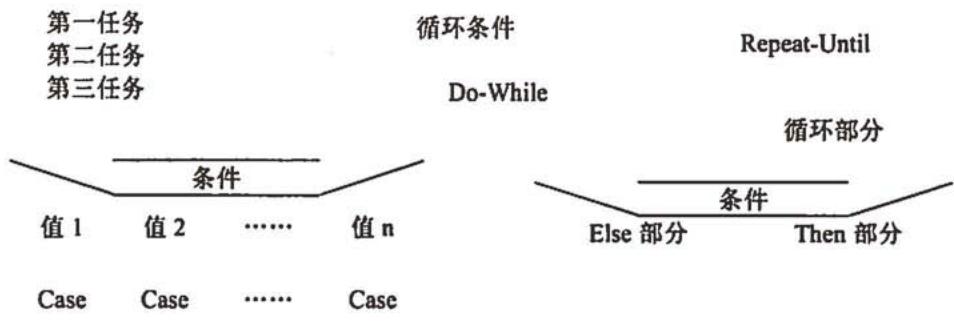 第一任务
第二任务
第三任务
循环条件
Do-While
Repeat-Until
循环部分
条件
值 1 值 2 …… 值 n
Case Case …… Case
条件
Else 部分 Then 部分